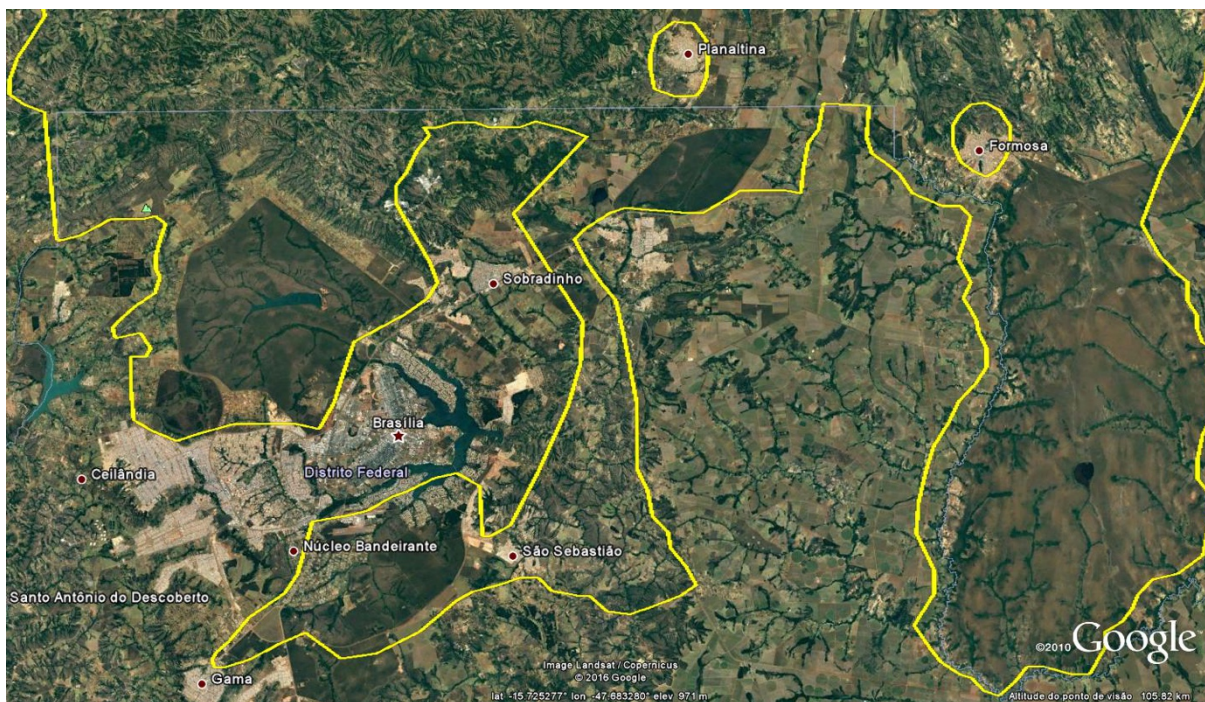 Planaltina
Formosa
Sobradinho
Brasília
Distrito Federal
Ceilândia
Núcleo Bandeirante
São Sebastião
Santo Antônio do Descoberto
©2010 Google
Image Landsat / Copernicus
© 2016 Google
Gama
lat -15.725277° lon -47.683280° elev 971 m
Altitude do ponto de visão 105.82 km